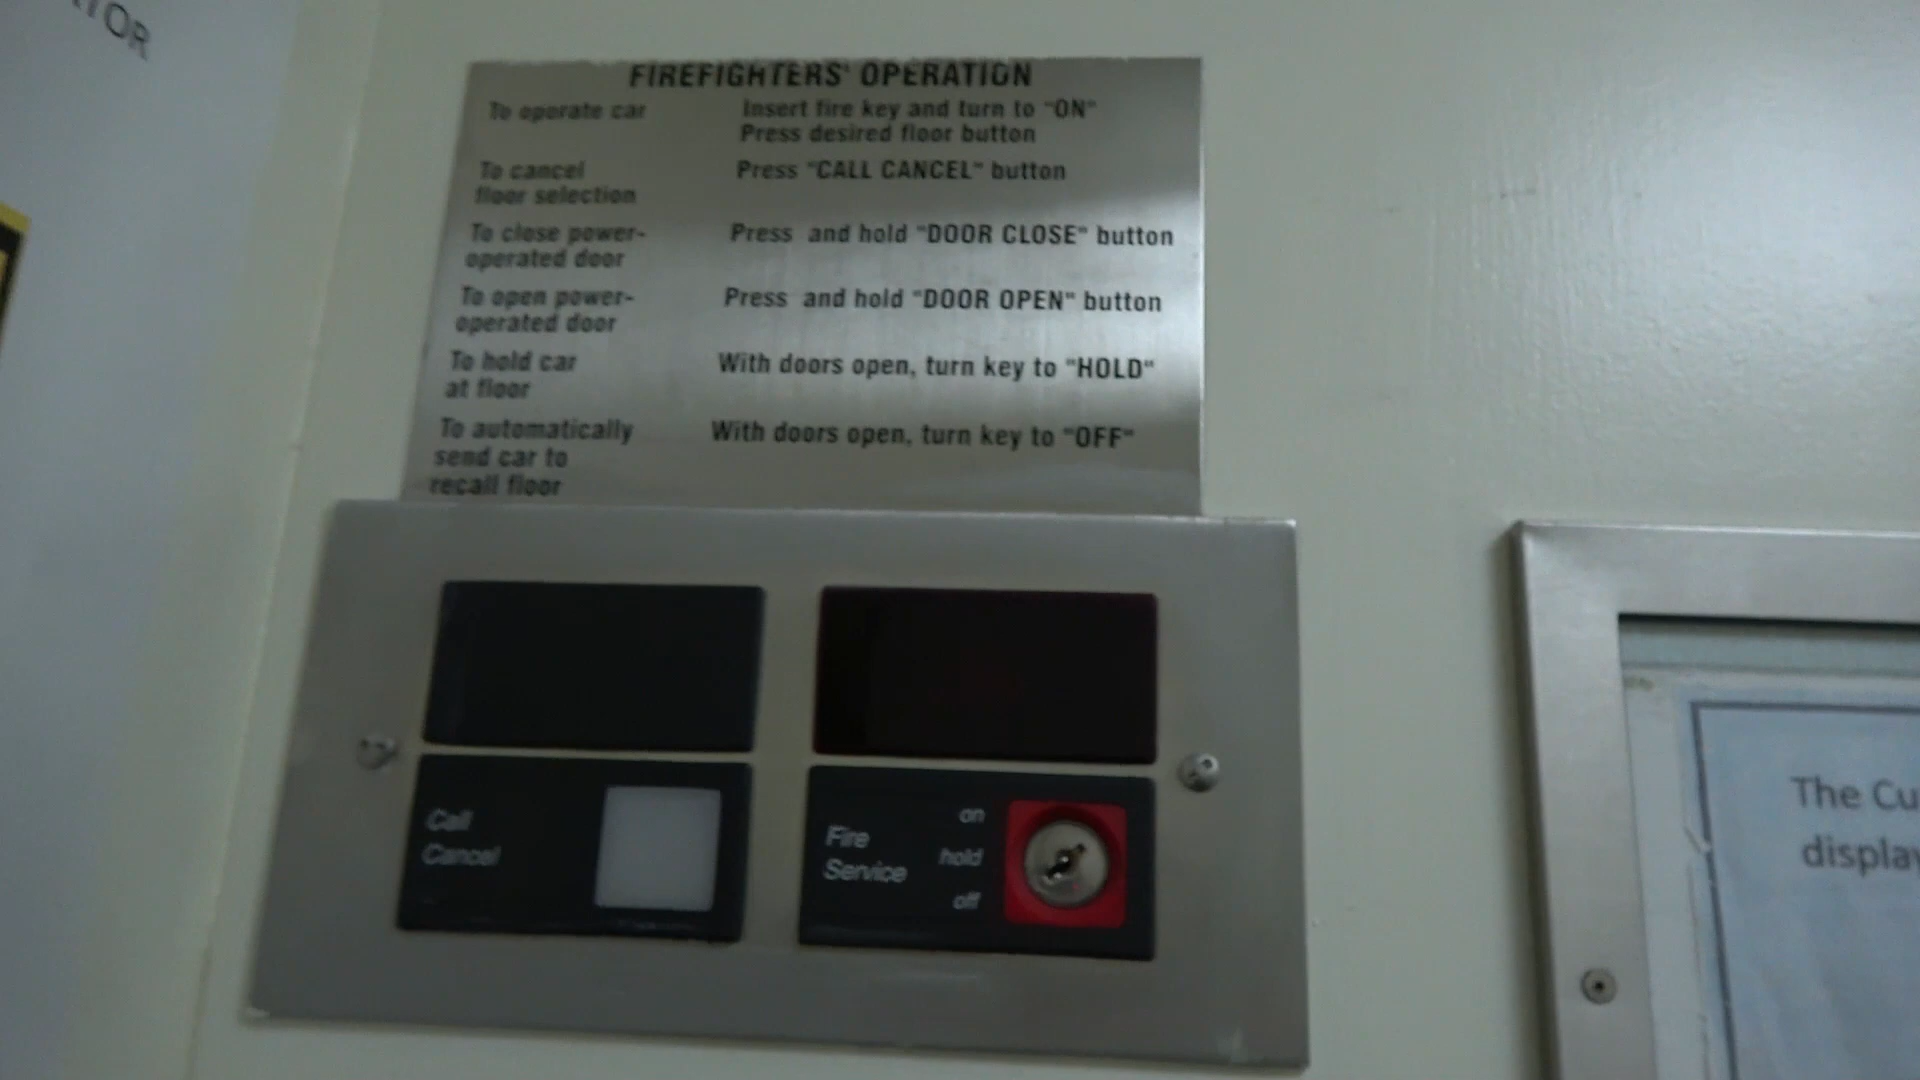 FIREFIGHTERS' OPERATION
To operate car Insert fire key and turn to "ON"
Press desired floor button
To cancel Press "CALL CANCEL" button
floor selection
To close power- Press and hold "DOOR CLOSE" button
operated door
To open power- Press and hold "DOOR OPEN" button
operated door
To hold car With doors open, turn key to "HOLD"
at floor
To automatically With doors open, turn key to "OFF"
send car to
recall floor
Call
Cancel
Fire
Service
on
hold
off
The